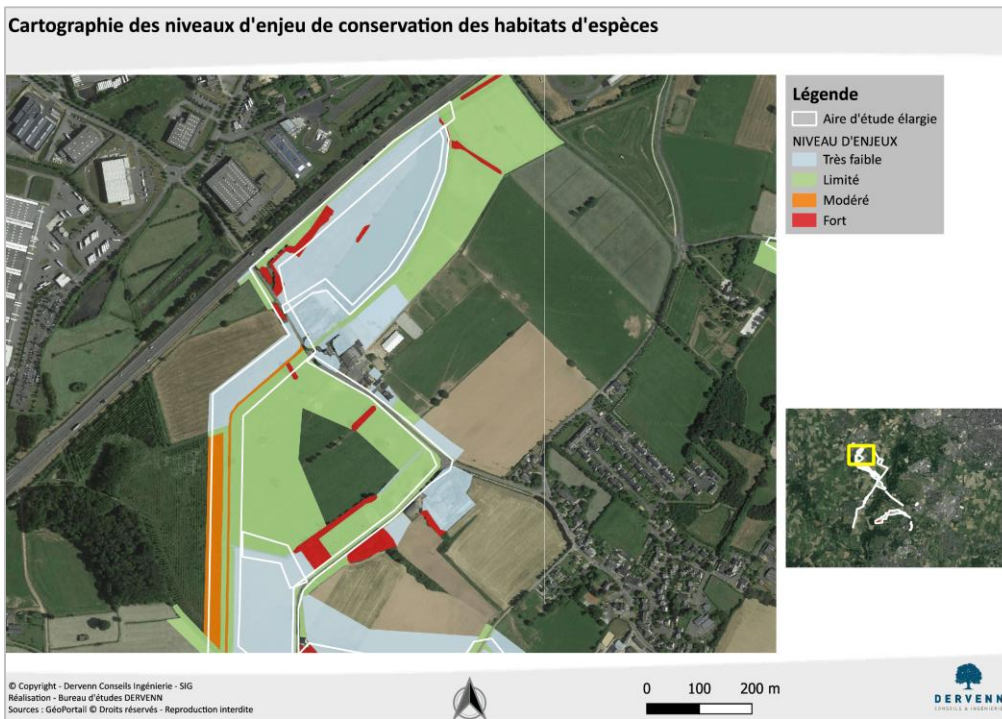 Cartographie des niveaux d'enjeu de conservation des habitats d'espèces
Légende
Aire d'étude élargie
NIVEAU D'ENJEUX
Très faible
Limité
Modéré
Fort
© Copyright - Dervenn Conseils Ingénierie - SIG
Réalisation - Bureau d'études DERVENN
Sources : GéoPortail © Droits réservés - Reproduction interdite
0 100 200 m
DERVENN
CONSEILS & INGÉNIERIE